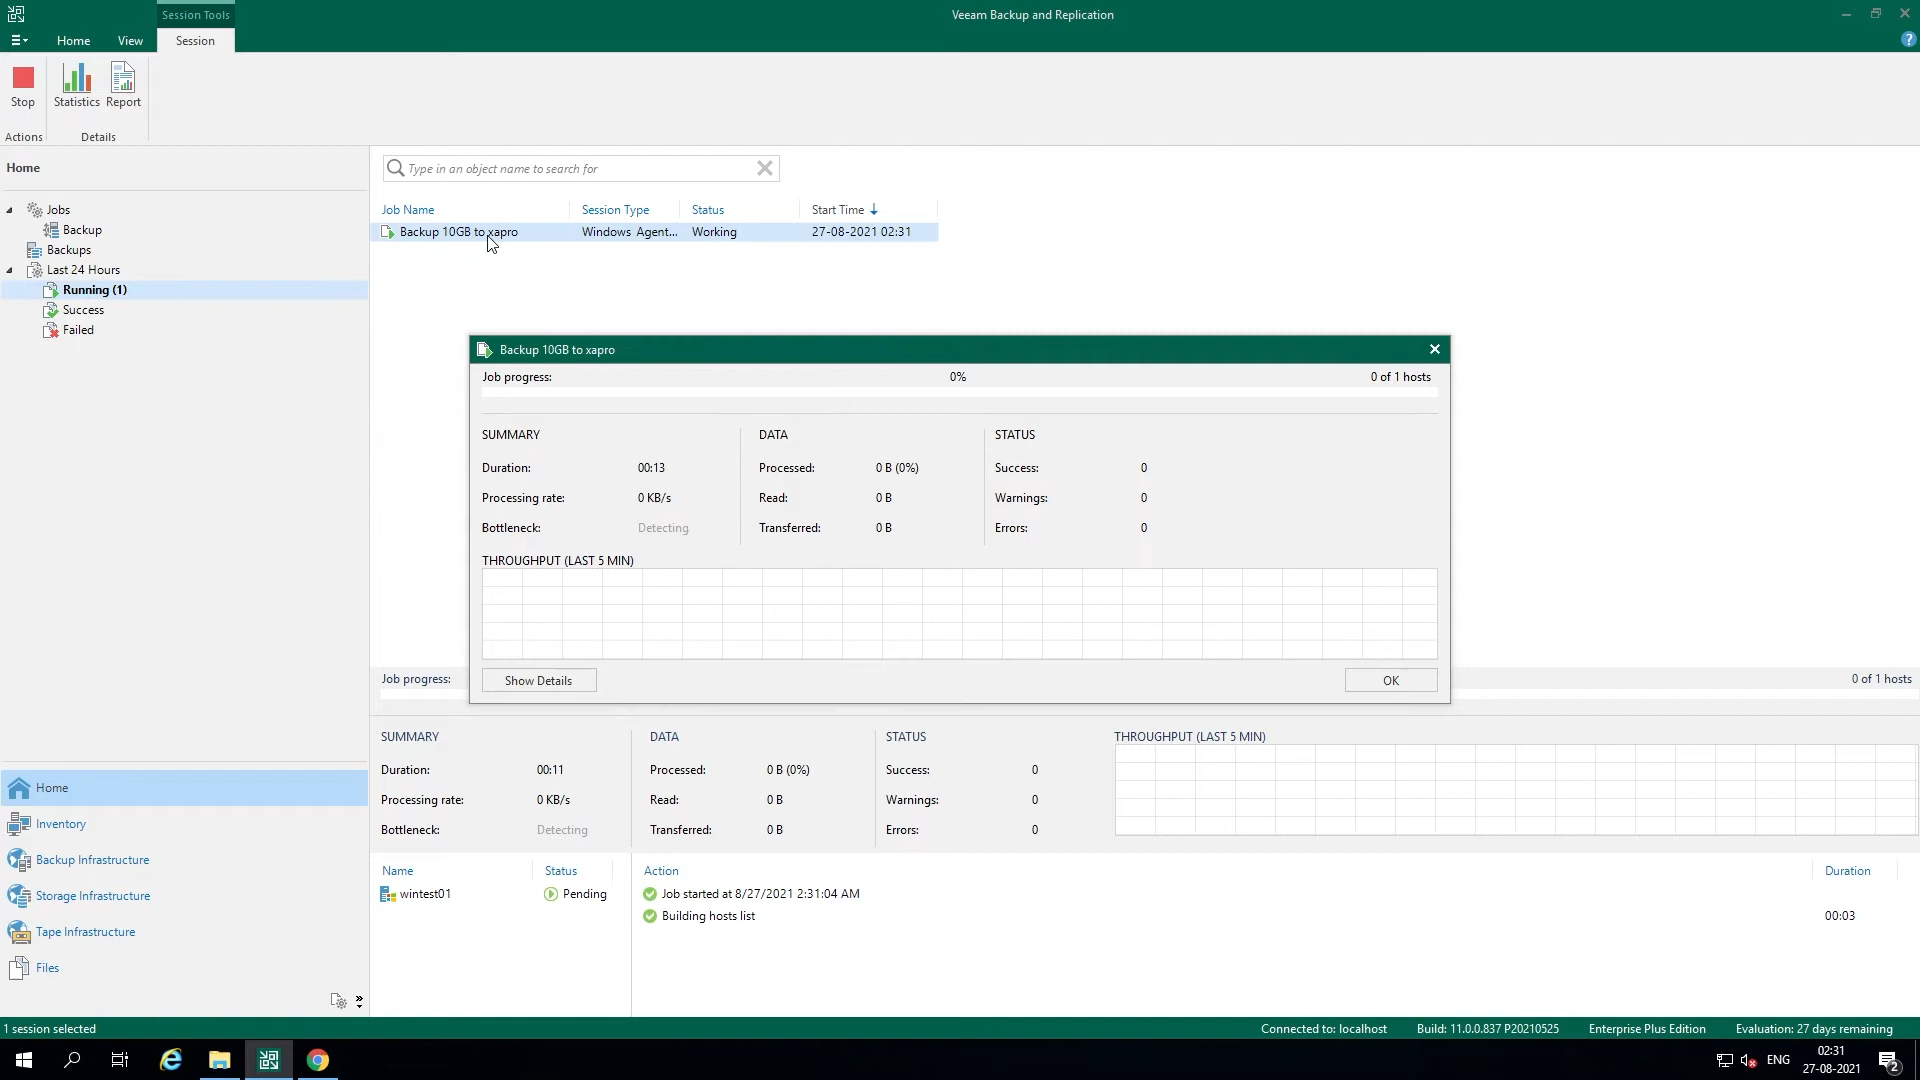 Session Tools
Veeam Backup and Replication
Home View Session
Stop Statistics Report
Actions Details
Home
Jobs
Backup
Backups
Last 24 Hours
Running (1)
Success
Failed
Type in an object name to search for
Job Name Session Type Status Start Time
Backup 10GB to xapro Windows Agent... Working 27-08-2021 02:31
Backup 10GB to xapro
Job progress: 0% 0 of 1 hosts
SUMMARY DATA STATUS
Duration: 00:13 Processed: 0 B (0%) Success: 0
Processing rate: 0 KB/s Read: 0 B Warnings: 0
Bottleneck: Detecting Transferred: 0 B Errors: 0
THROUGHPUT (LAST 5 MIN)
Show Details OK
Job progress: 0 of 1 hosts
SUMMARY DATA STATUS THROUGHPUT (LAST 5 MIN)
Duration: 00:11 Processed: 0 B (0%) Success: 0
Processing rate: 0 KB/s Read: 0 B Warnings: 0
Bottleneck: Detecting Transferred: 0 B Errors: 0
Name Status Action Duration
wintest01 Pending Job started at 8/27/2021 2:31:04 AM
Building hosts list 00:03
Home
Inventory
Backup Infrastructure
Storage Infrastructure
Tape Infrastructure
Files
1 session selected Connected to: localhost Build: 11.0.0.837 P20210525 Enterprise Plus Edition Evaluation: 27 days remaining
ENG 02:31
27-08-2021 2